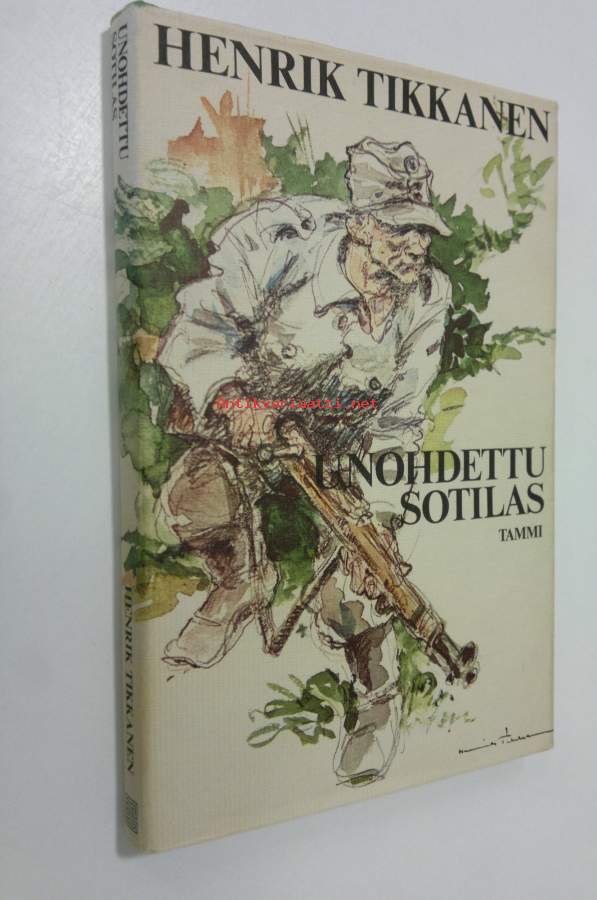 HENRIK TIKKANEN
UNOHDETTU
SOTILAS
TAMMI
UNOHDETTU
SOTILAS
HENRIK TIKKANEN
antikvariaatti.net